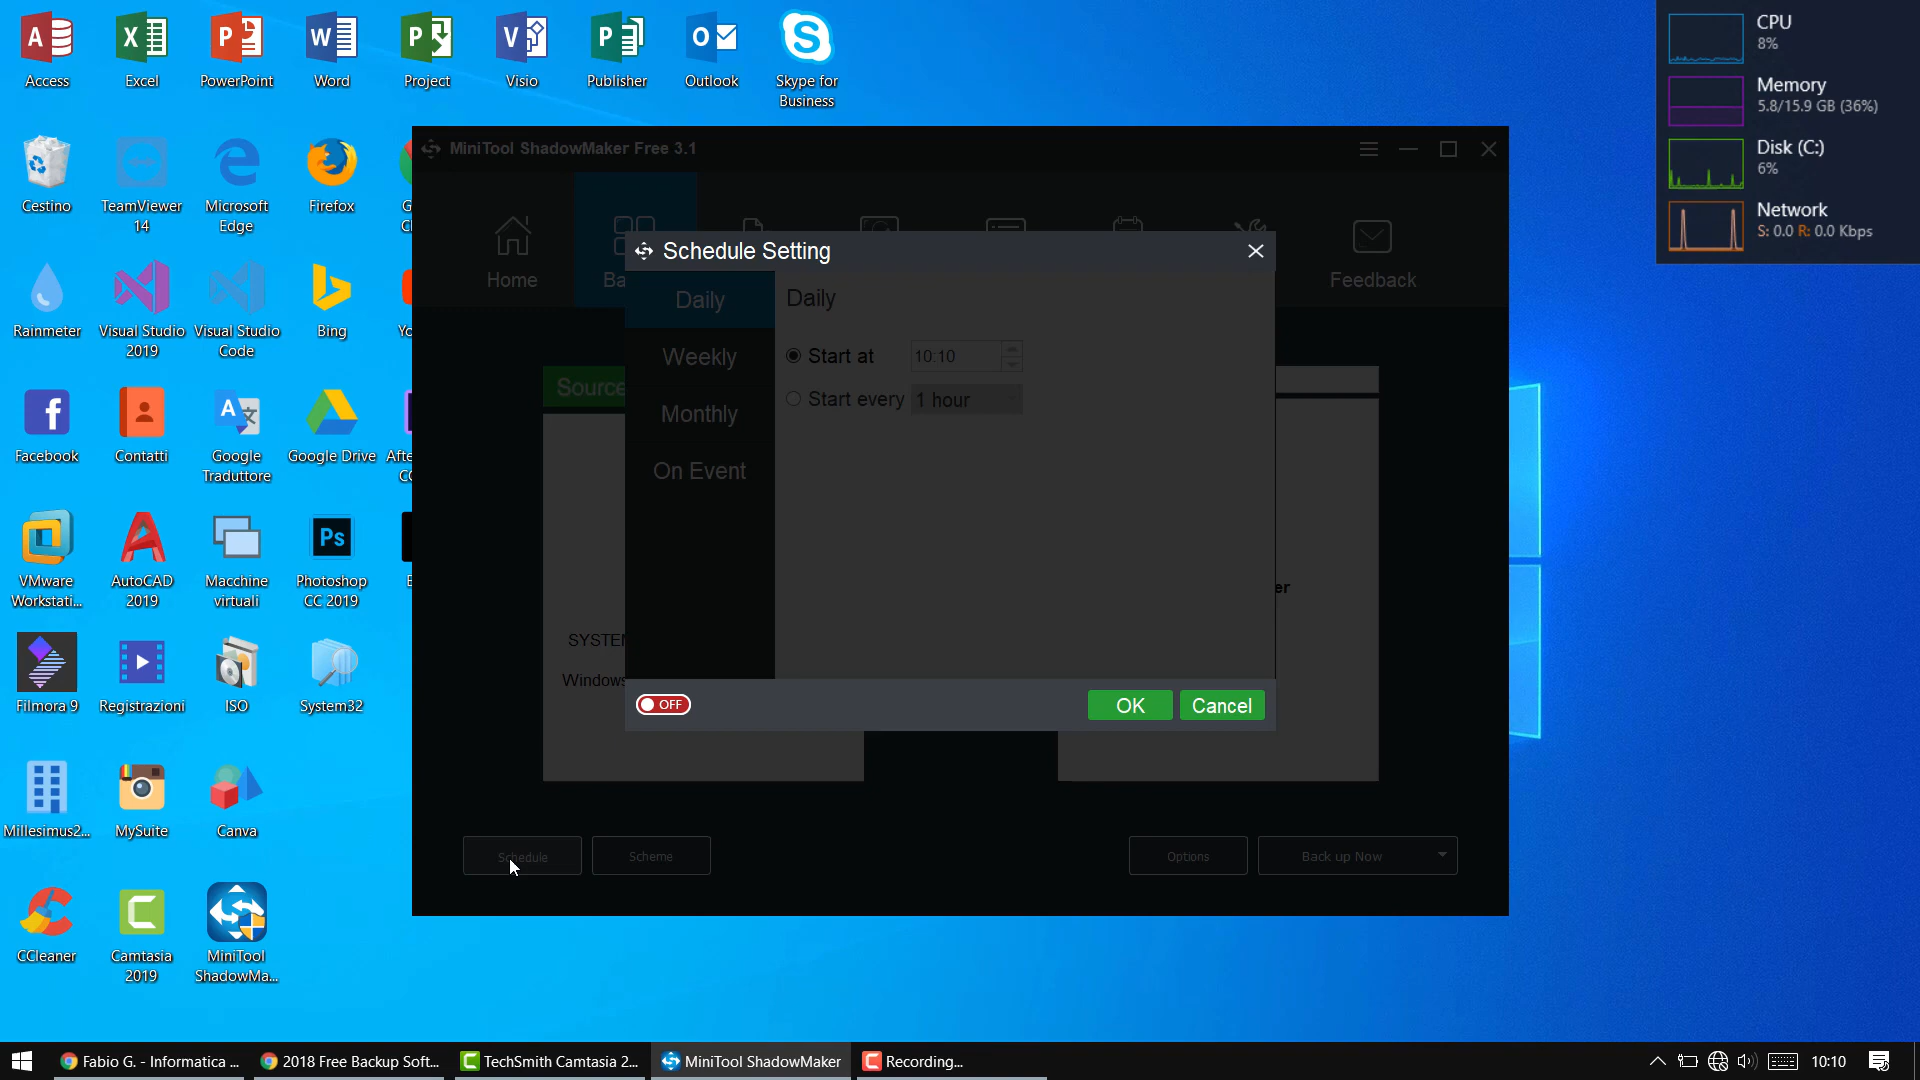 Access
Excel
PowerPoint
Word
Project
Visio
Publisher
Outlook
Skype for
Business
Cestino
TeamViewer
14
Microsoft
Edge
Firefox
Rainmeter
Visual Studio
2019
Visual Studio
Code
Bing
Facebook
Contatti
Google
Traduttore
Google Drive
VMware
Workstati...
AutoCAD
2019
Macchine
virtuali
Photoshop
CC 2019
Filmora 9
Registrazioni
ISO
System32
Millesimus2...
MySuite
Canva
CCleaner
Camtasia
2019
MiniTool
ShadowMa...
CPU
8%
Memory
5.8/15.9 GB (36%)
Disk (C:)
6%
Network
S: 0.0 R: 0.0 Kbps
MiniTool ShadowMaker Free 3.1
Home
Feedback
Schedule Setting
Daily
Weekly
Monthly
On Event
Daily
Start at 10:10
Start every 1 hour
Source
Windows
OFF
OK
Cancel
Schedule
Scheme
Options
Back up Now
Fabio G. - Informatica ...
2018 Free Backup Soft...
TechSmith Camtasia 2...
MiniTool ShadowMaker
Recording...
10:10